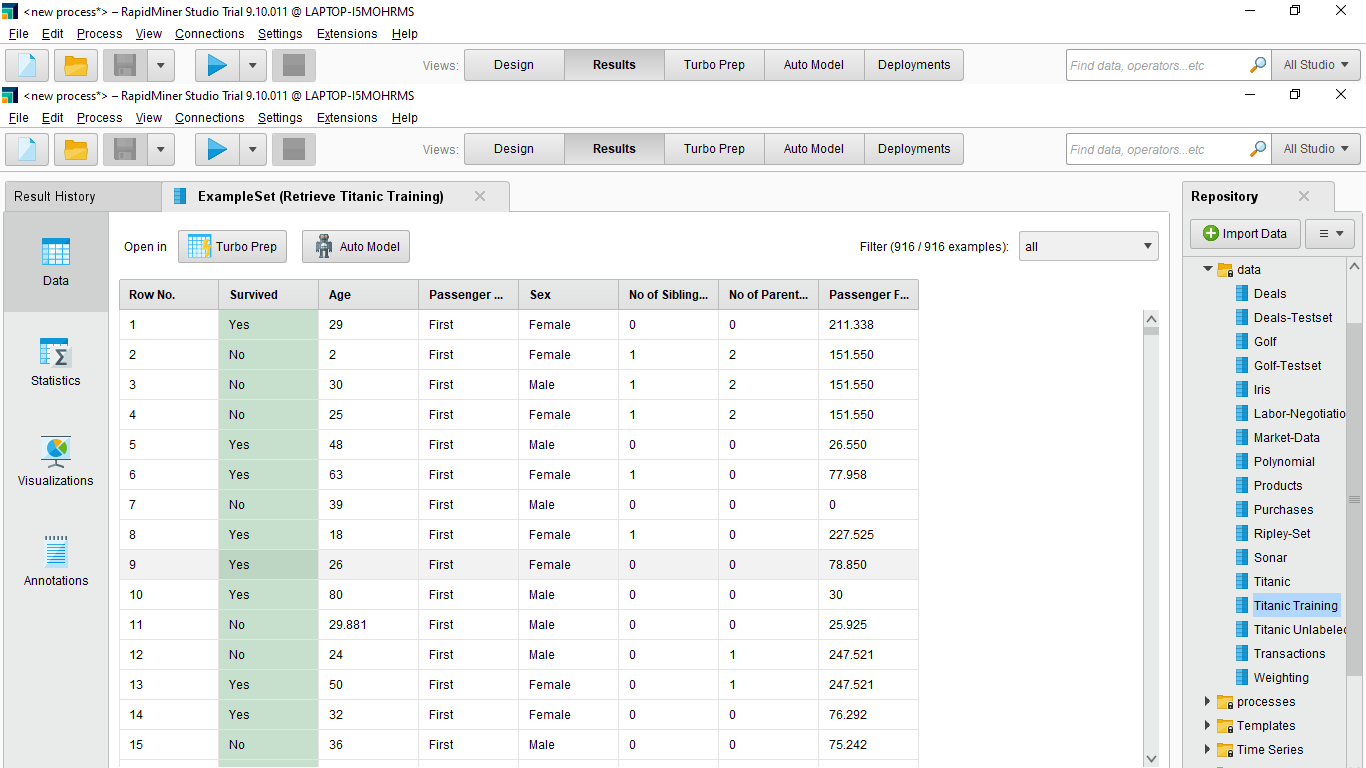 <new process*> – RapidMiner Studio Trial 9.10.011 @ LAPTOP-I5MOHRMS
File Edit Process View Connections Settings Extensions Help
Views: Design Results Turbo Prep Auto Model Deployments Find data, operators...etc All Studio
<new process*> – RapidMiner Studio Trial 9.10.011 @ LAPTOP-I5MOHRMS
File Edit Process View Connections Settings Extensions Help
Views: Design Results Turbo Prep Auto Model Deployments Find data, operators...etc All Studio
Result History
ExampleSet (Retrieve Titanic Training)
Data
Statistics
Visualizations
Annotations
Open in Turbo Prep Auto Model Filter (916 / 916 examples): all
Row No. Survived Age Passenger ... Sex No of Sibling... No of Parent... Passenger F...
1 Yes 29 First Female 0 0 211.338
2 No 2 First Female 1 2 151.550
3 No 30 First Male 1 2 151.550
4 No 25 First Female 1 2 151.550
5 Yes 48 First Male 0 0 26.550
6 Yes 63 First Female 1 0 77.958
7 No 39 First Male 0 0 0
8 Yes 18 First Female 1 0 227.525
9 Yes 26 First Female 0 0 78.850
10 Yes 80 First Male 0 0 30
11 No 29.881 First Male 0 0 25.925
12 No 24 First Male 0 1 247.521
13 Yes 50 First Female 0 1 247.521
14 Yes 32 First Female 0 0 76.292
15 No 36 First Male 0 0 75.242
Repository
Import Data
data
Deals
Deals-Testset
Golf
Golf-Testset
Iris
Labor-Negotiatio
Market-Data
Polynomial
Products
Purchases
Ripley-Set
Sonar
Titanic
Titanic Training
Titanic Unlabeled
Transactions
Weighting
processes
Templates
Time Series